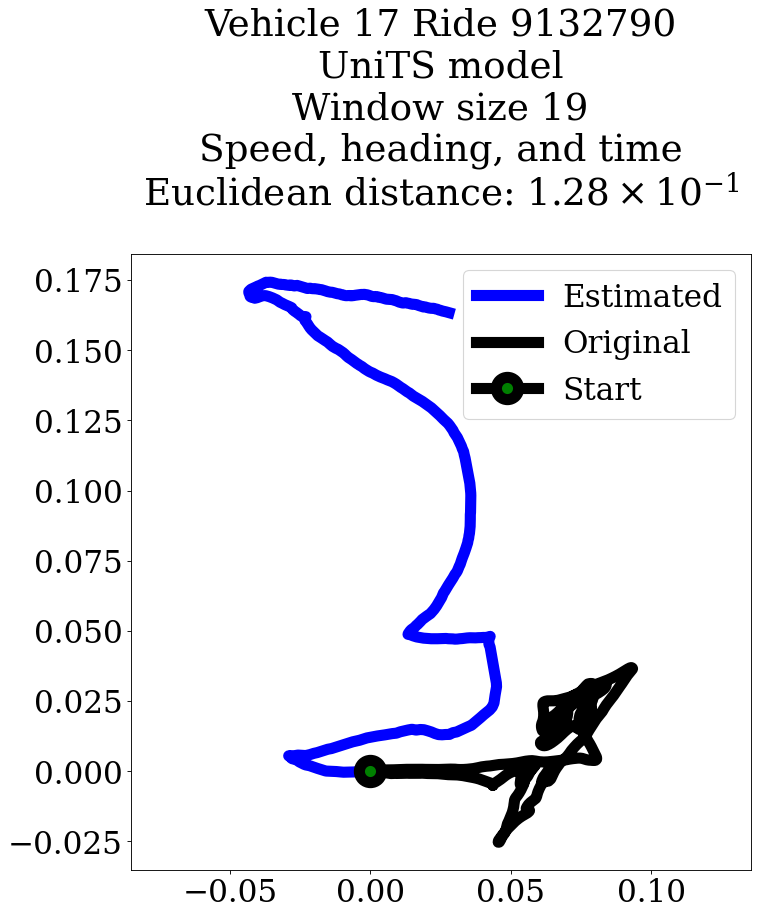 Vehicle 17 Ride 9132790
UniTS model
Window size 19
Speed, heading, and time
Euclidean distance: 1.28 × 10⁻¹
Estimated
Original
Start
0.175
0.150
0.125
0.100
0.075
0.050
0.025
0.000
−0.025
−0.05 0.00 0.05 0.10